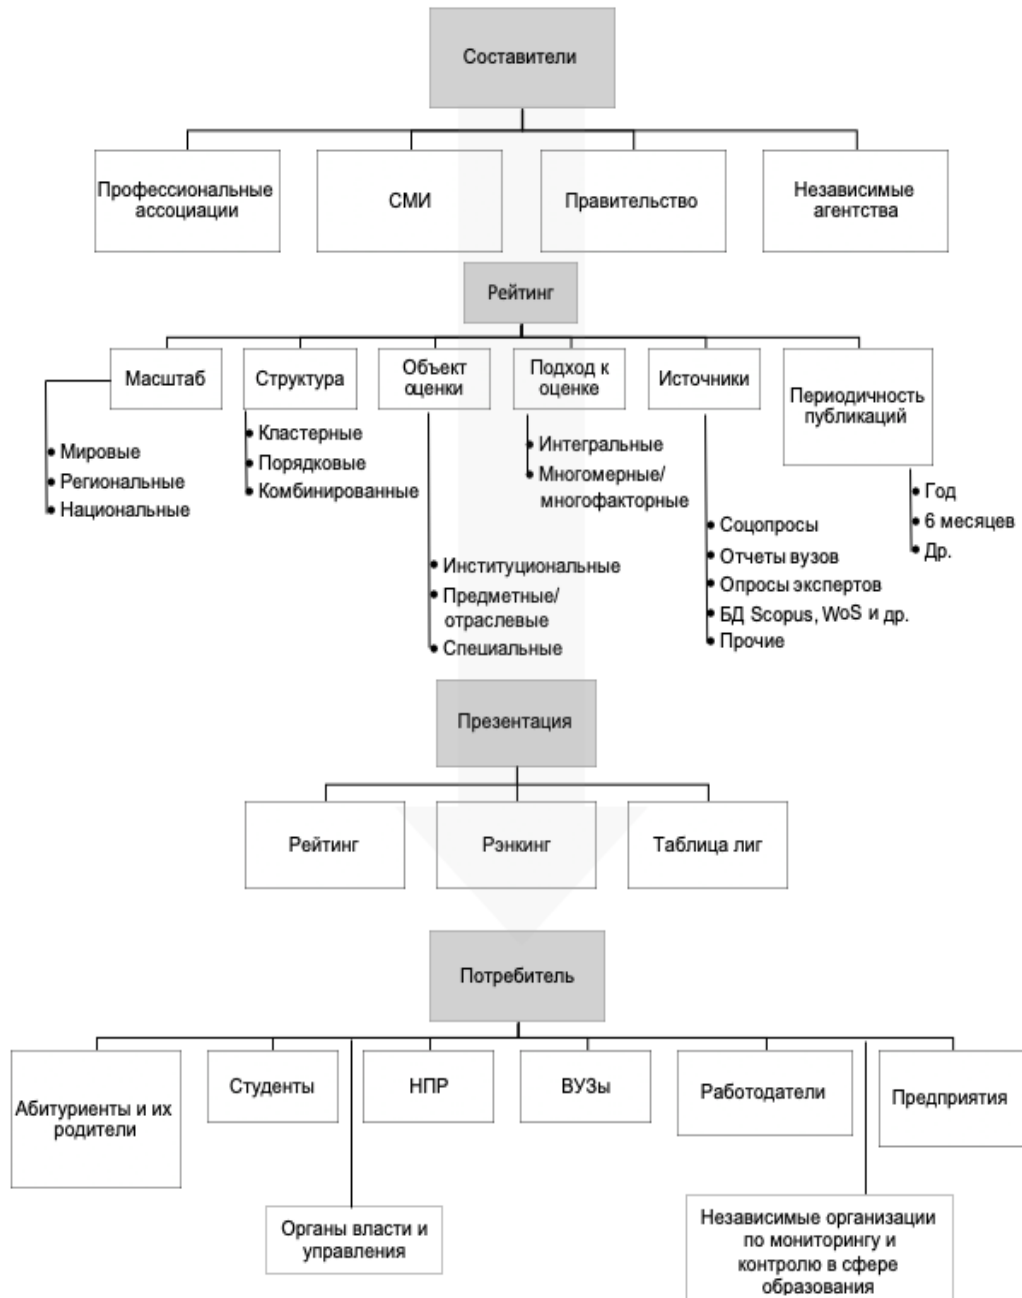 Составители
Профессиональные
ассоциации
СМИ
Правительство
Независимые
агентства
Рейтинг
Масштаб
Структура
Объект
оценки
Подход к
оценке
Источники
Периодичность
публикаций
• Мировые
• Региональные
• Национальные
• Кластерные
• Порядковые
• Комбинированные
• Институциональные
• Предметные/
отраслевые
• Специальные
• Интегральные
• Многомерные/
многофакторные
• Соцопросы
• Отчеты вузов
• Опросы экспертов
• БД Scopus, WoS и др.
• Прочие
• Год
• 6 месяцев
• Др.
Презентация
Рейтинг
Рэнкинг
Таблица лиг
Потребитель
Абитуриенты и их
родители
Студенты
НПР
ВУЗы
Работодатели
Предприятия
Органы власти и
управления
Независимые организации
по мониторингу и
контролю в сфере
образования